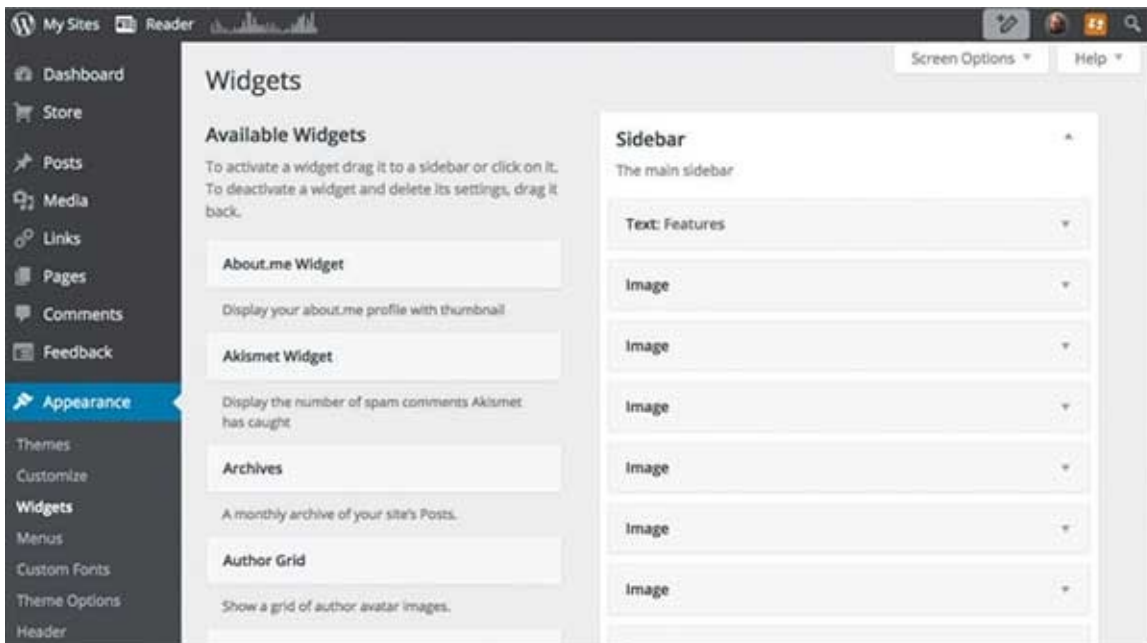 My Sites Reader
Screen Options Help
Dashboard
Store
Posts
Media
Links
Pages
Comments
Feedback
Appearance
Themes
Customize
Widgets
Menus
Custom Fonts
Theme Options
Header
Widgets
Available Widgets
To activate a widget drag it to a sidebar or click on it.
To deactivate a widget and delete its settings, drag it
back.
About.me Widget
Display your about.me profile with thumbnail
Akismet Widget
Display the number of spam comments Akismet
has caught
Archives
A monthly archive of your site's Posts.
Author Grid
Show a grid of author avatar images.
Sidebar
The main sidebar
Text: Features
Image
Image
Image
Image
Image
Image